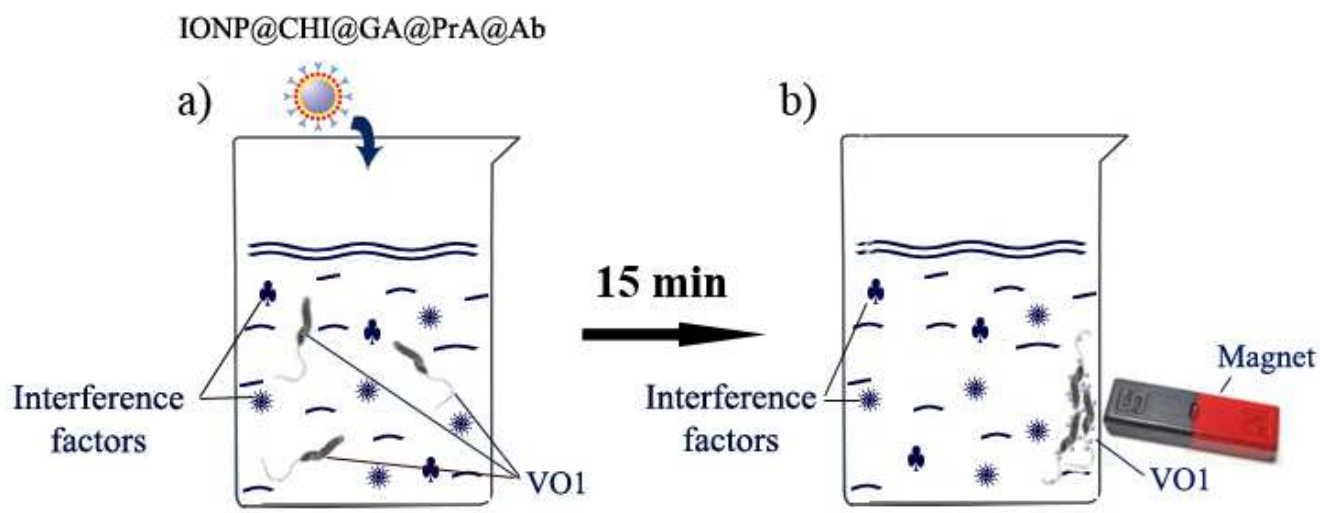 IONP@CHI@GA@PrA@Ab
a)
b)
15 min
Interference
factors
VO1
Interference
factors
Magnet
VO1
S
N